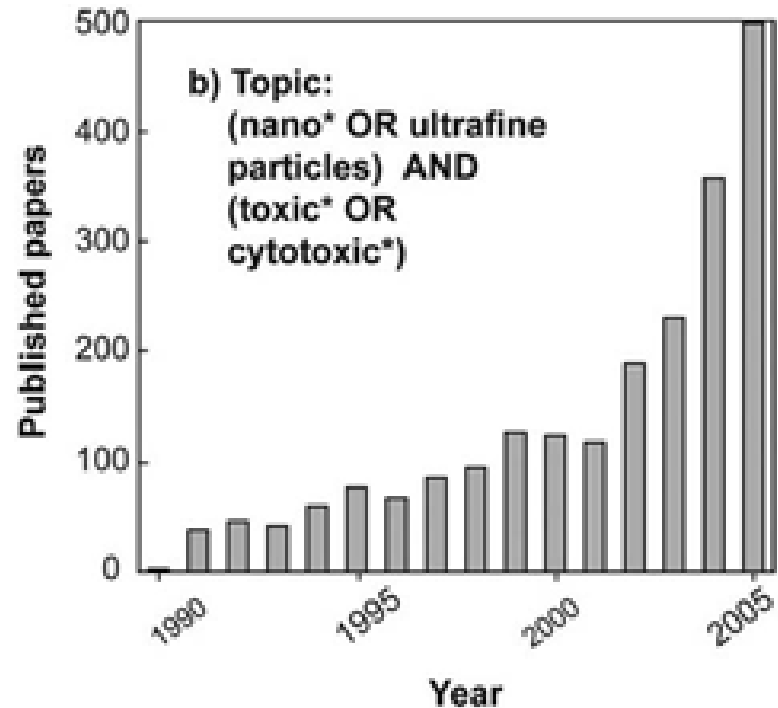 500
b) Topic:
(nano* OR ultrafine
particles) AND
(toxic* OR
cytotoxic*)
400
300
200
100
0
Published papers
1990
1995
2000
2005
Year